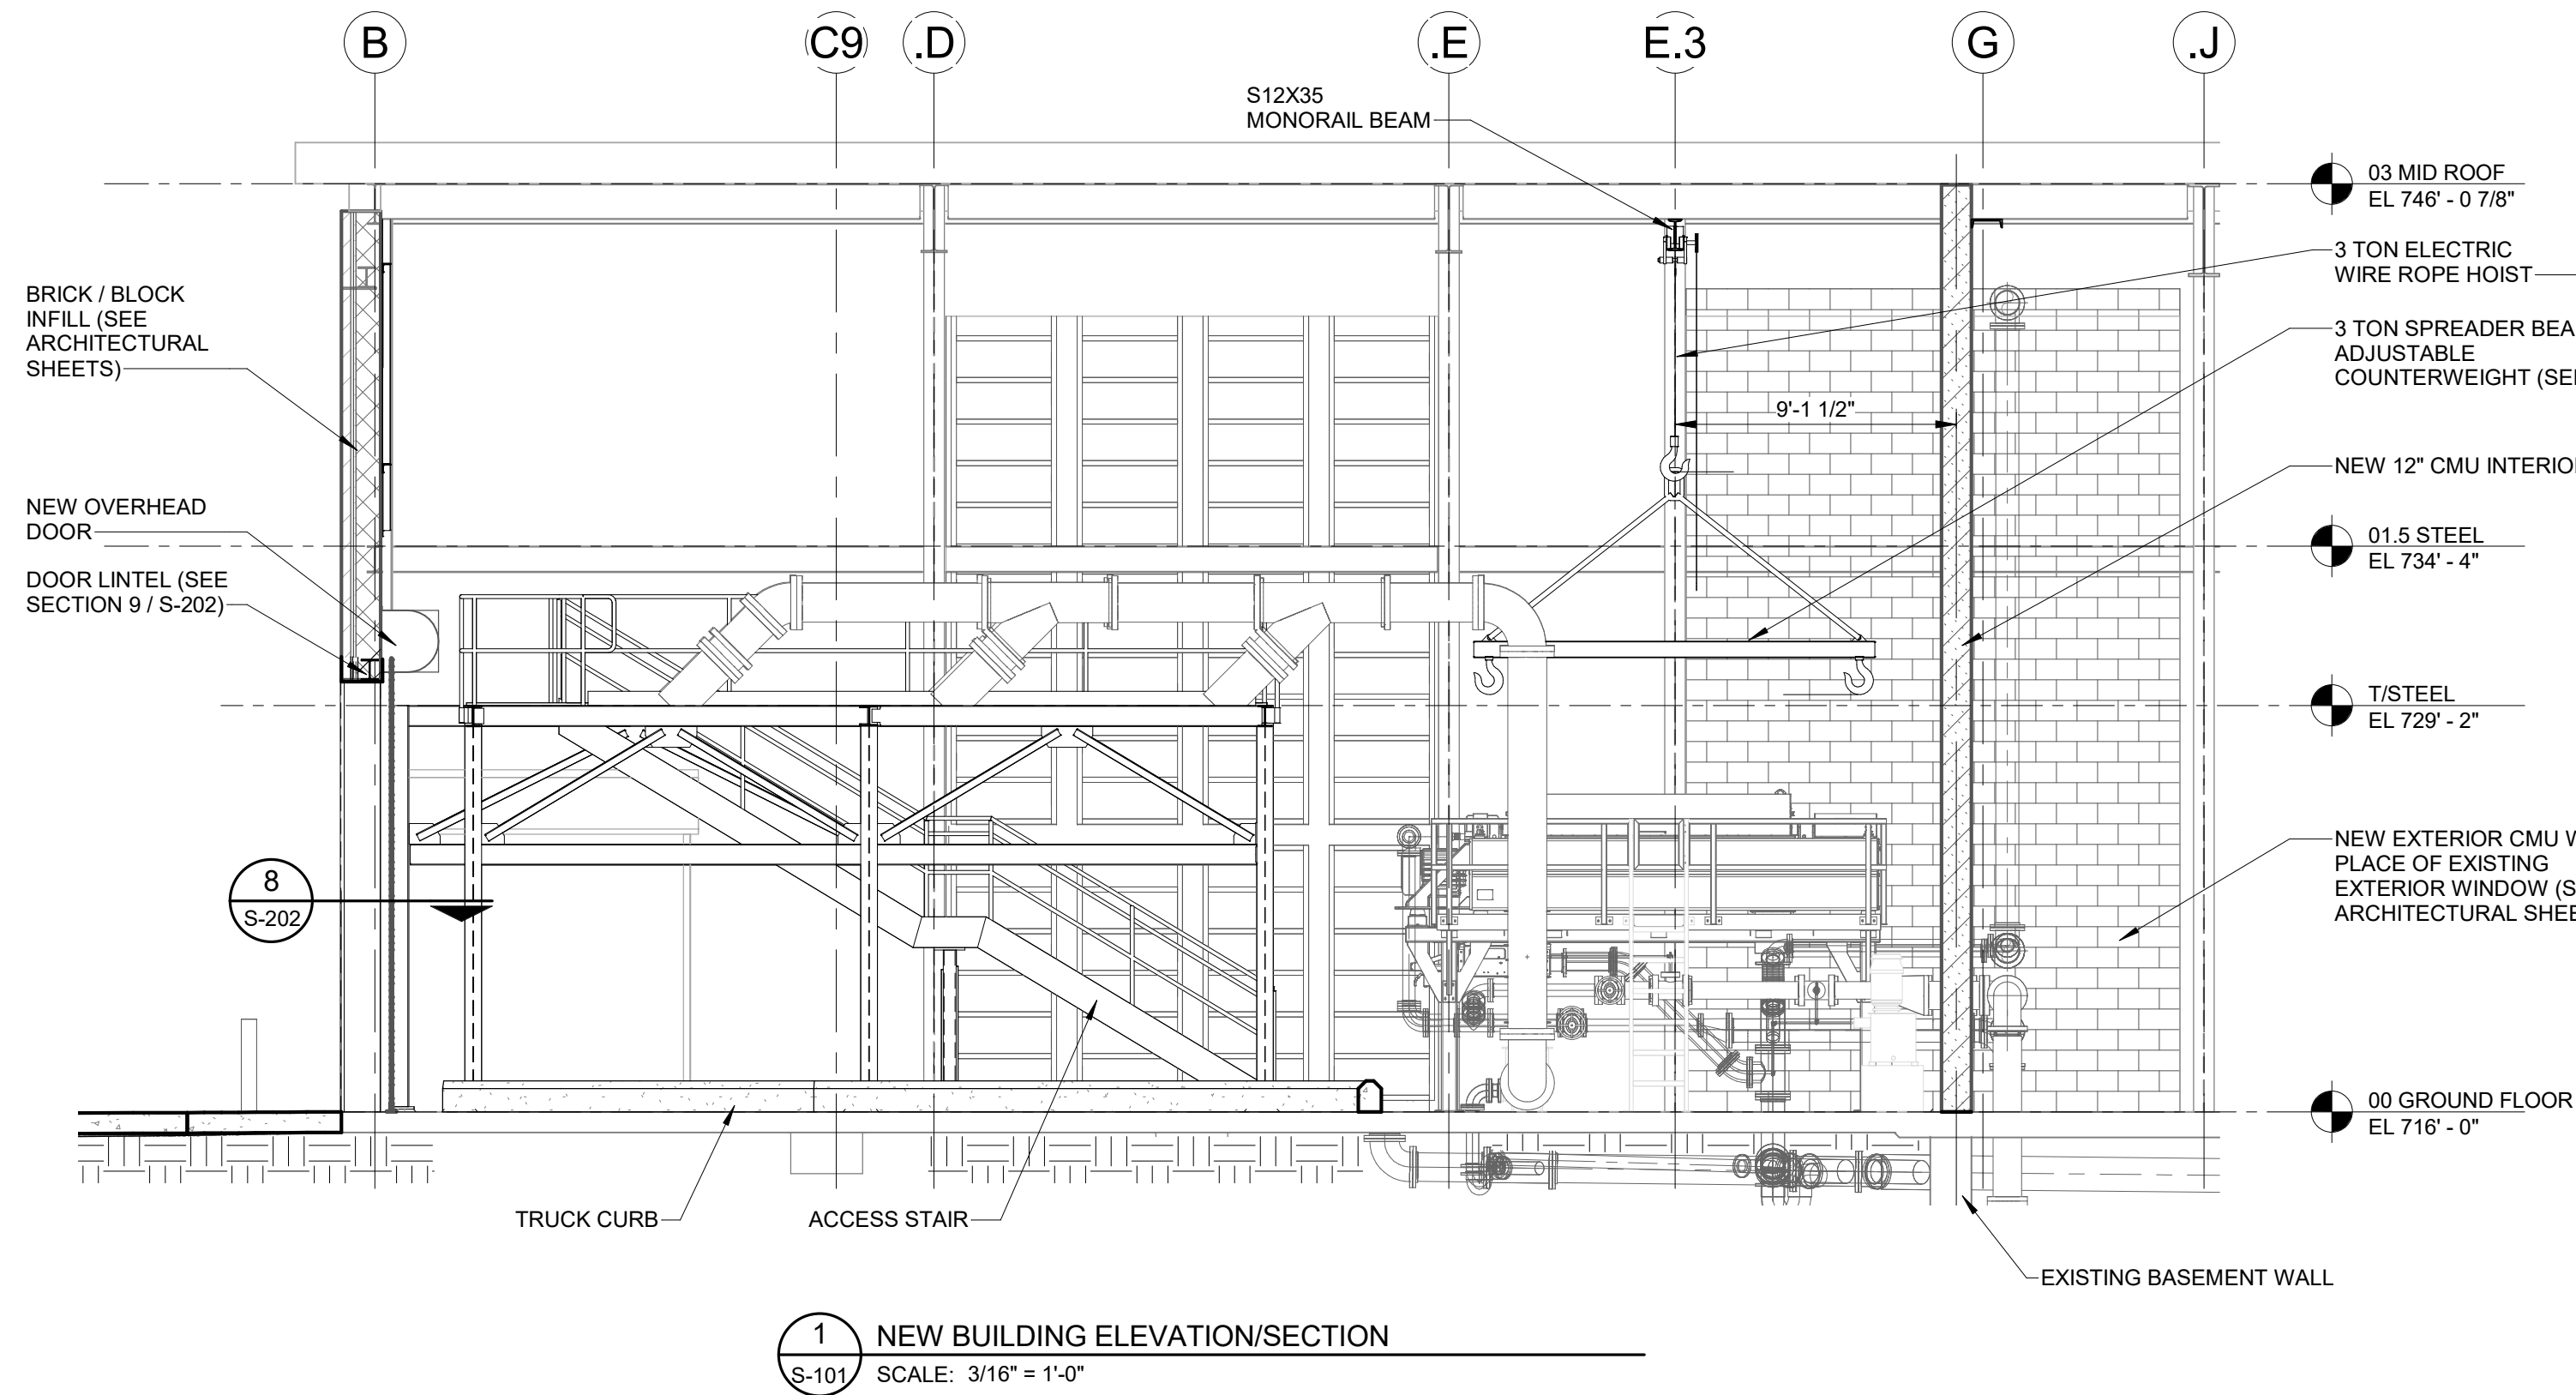 B
C9
.D
.E
E.3
G
.J
S12X35
MONORAIL BEAM
03 MID ROOF
EL 746' - 0 7/8"
3 TON ELECTRIC
WIRE ROPE HOIST
BRICK / BLOCK
INFILL (SEE
ARCHITECTURAL
SHEETS)
3 TON SPREADER BEA
ADJUSTABLE
COUNTERWEIGHT (SE
9'-1 1/2"
NEW 12" CMU INTERIO
NEW OVERHEAD
DOOR
01.5 STEEL
EL 734' - 4"
DOOR LINTEL (SEE
SECTION 9 / S-202)
T/STEEL
EL 729' - 2"
NEW EXTERIOR CMU W
PLACE OF EXISTING
EXTERIOR WINDOW (S
ARCHITECTURAL SHEE
8
S-202
00 GROUND FLOOR
EL 716' - 0"
TRUCK CURB
ACCESS STAIR
EXISTING BASEMENT WALL
1
NEW BUILDING ELEVATION/SECTION
S-101
SCALE: 3/16" = 1'-0"